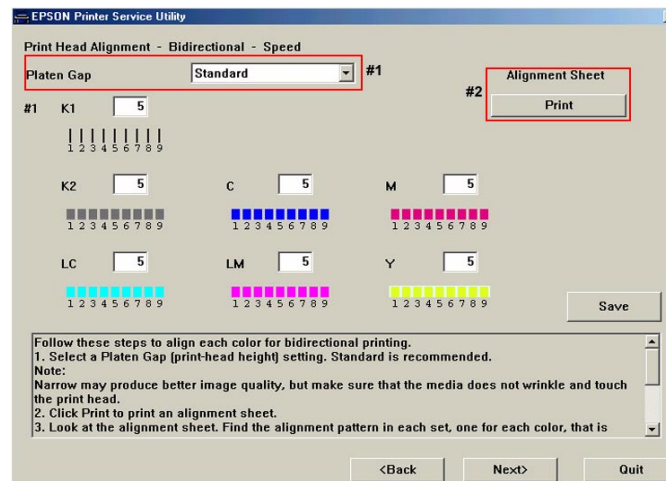 EPSON Printer Service Utility
Print Head Alignment - Bidirectional - Speed
Platen Gap Standard #1
Alignment Sheet
#2
Print
#1 K1 5
1 2 3 4 5 6 7 8 9
K2 5 C 5 M 5
1 2 3 4 5 6 7 8 9 1 2 3 4 5 6 7 8 9 1 2 3 4 5 6 7 8 9
LC 5 LM 5 Y 5
1 2 3 4 5 6 7 8 9 1 2 3 4 5 6 7 8 9 1 2 3 4 5 6 7 8 9
Save
Follow these steps to align each color for bidirectional printing.
1. Select a Platen Gap (print-head height) setting. Standard is recommended.
Note:
Narrow may produce better image quality, but make sure that the media does not wrinkle and touch
the print head.
2. Click Print to print an alignment sheet.
3. Look at the alignment sheet. Find the alignment pattern in each set, one for each color, that is
<Back Next> Quit